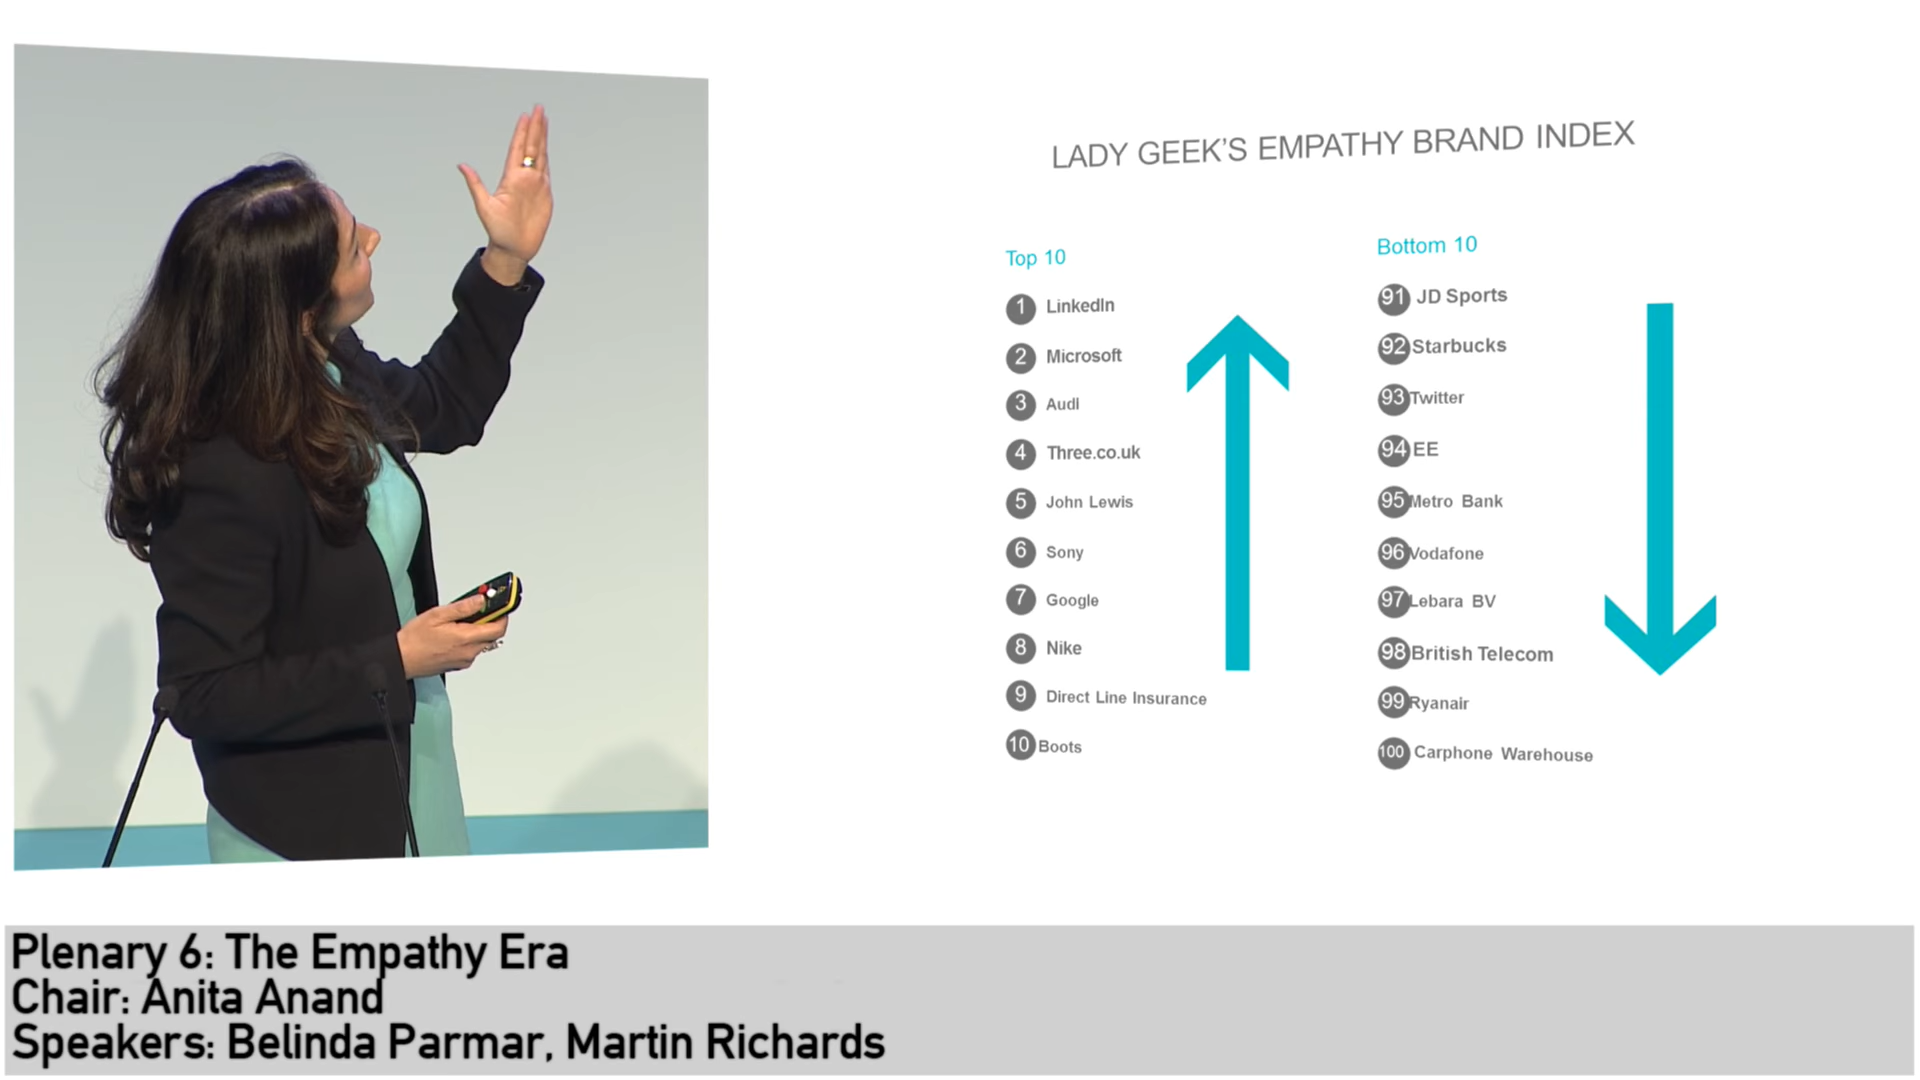 LADY GEEK'S EMPATHY BRAND INDEX
Top 10
1 LinkedIn
2 Microsoft
3 Audi
4 Three.co.uk
5 John Lewis
6 Sony
7 Google
8 Nike
9 Direct Line Insurance
10 Boots
Bottom 10
91 JD Sports
92 Starbucks
93 Twitter
94 EE
95 Metro Bank
96 Vodafone
97 Lebara BV
98 British Telecom
99 Ryanair
100 Carphone Warehouse
Plenary 6: The Empathy Era
Chair: Anita Anand
Speakers: Belinda Parmar, Martin Richards